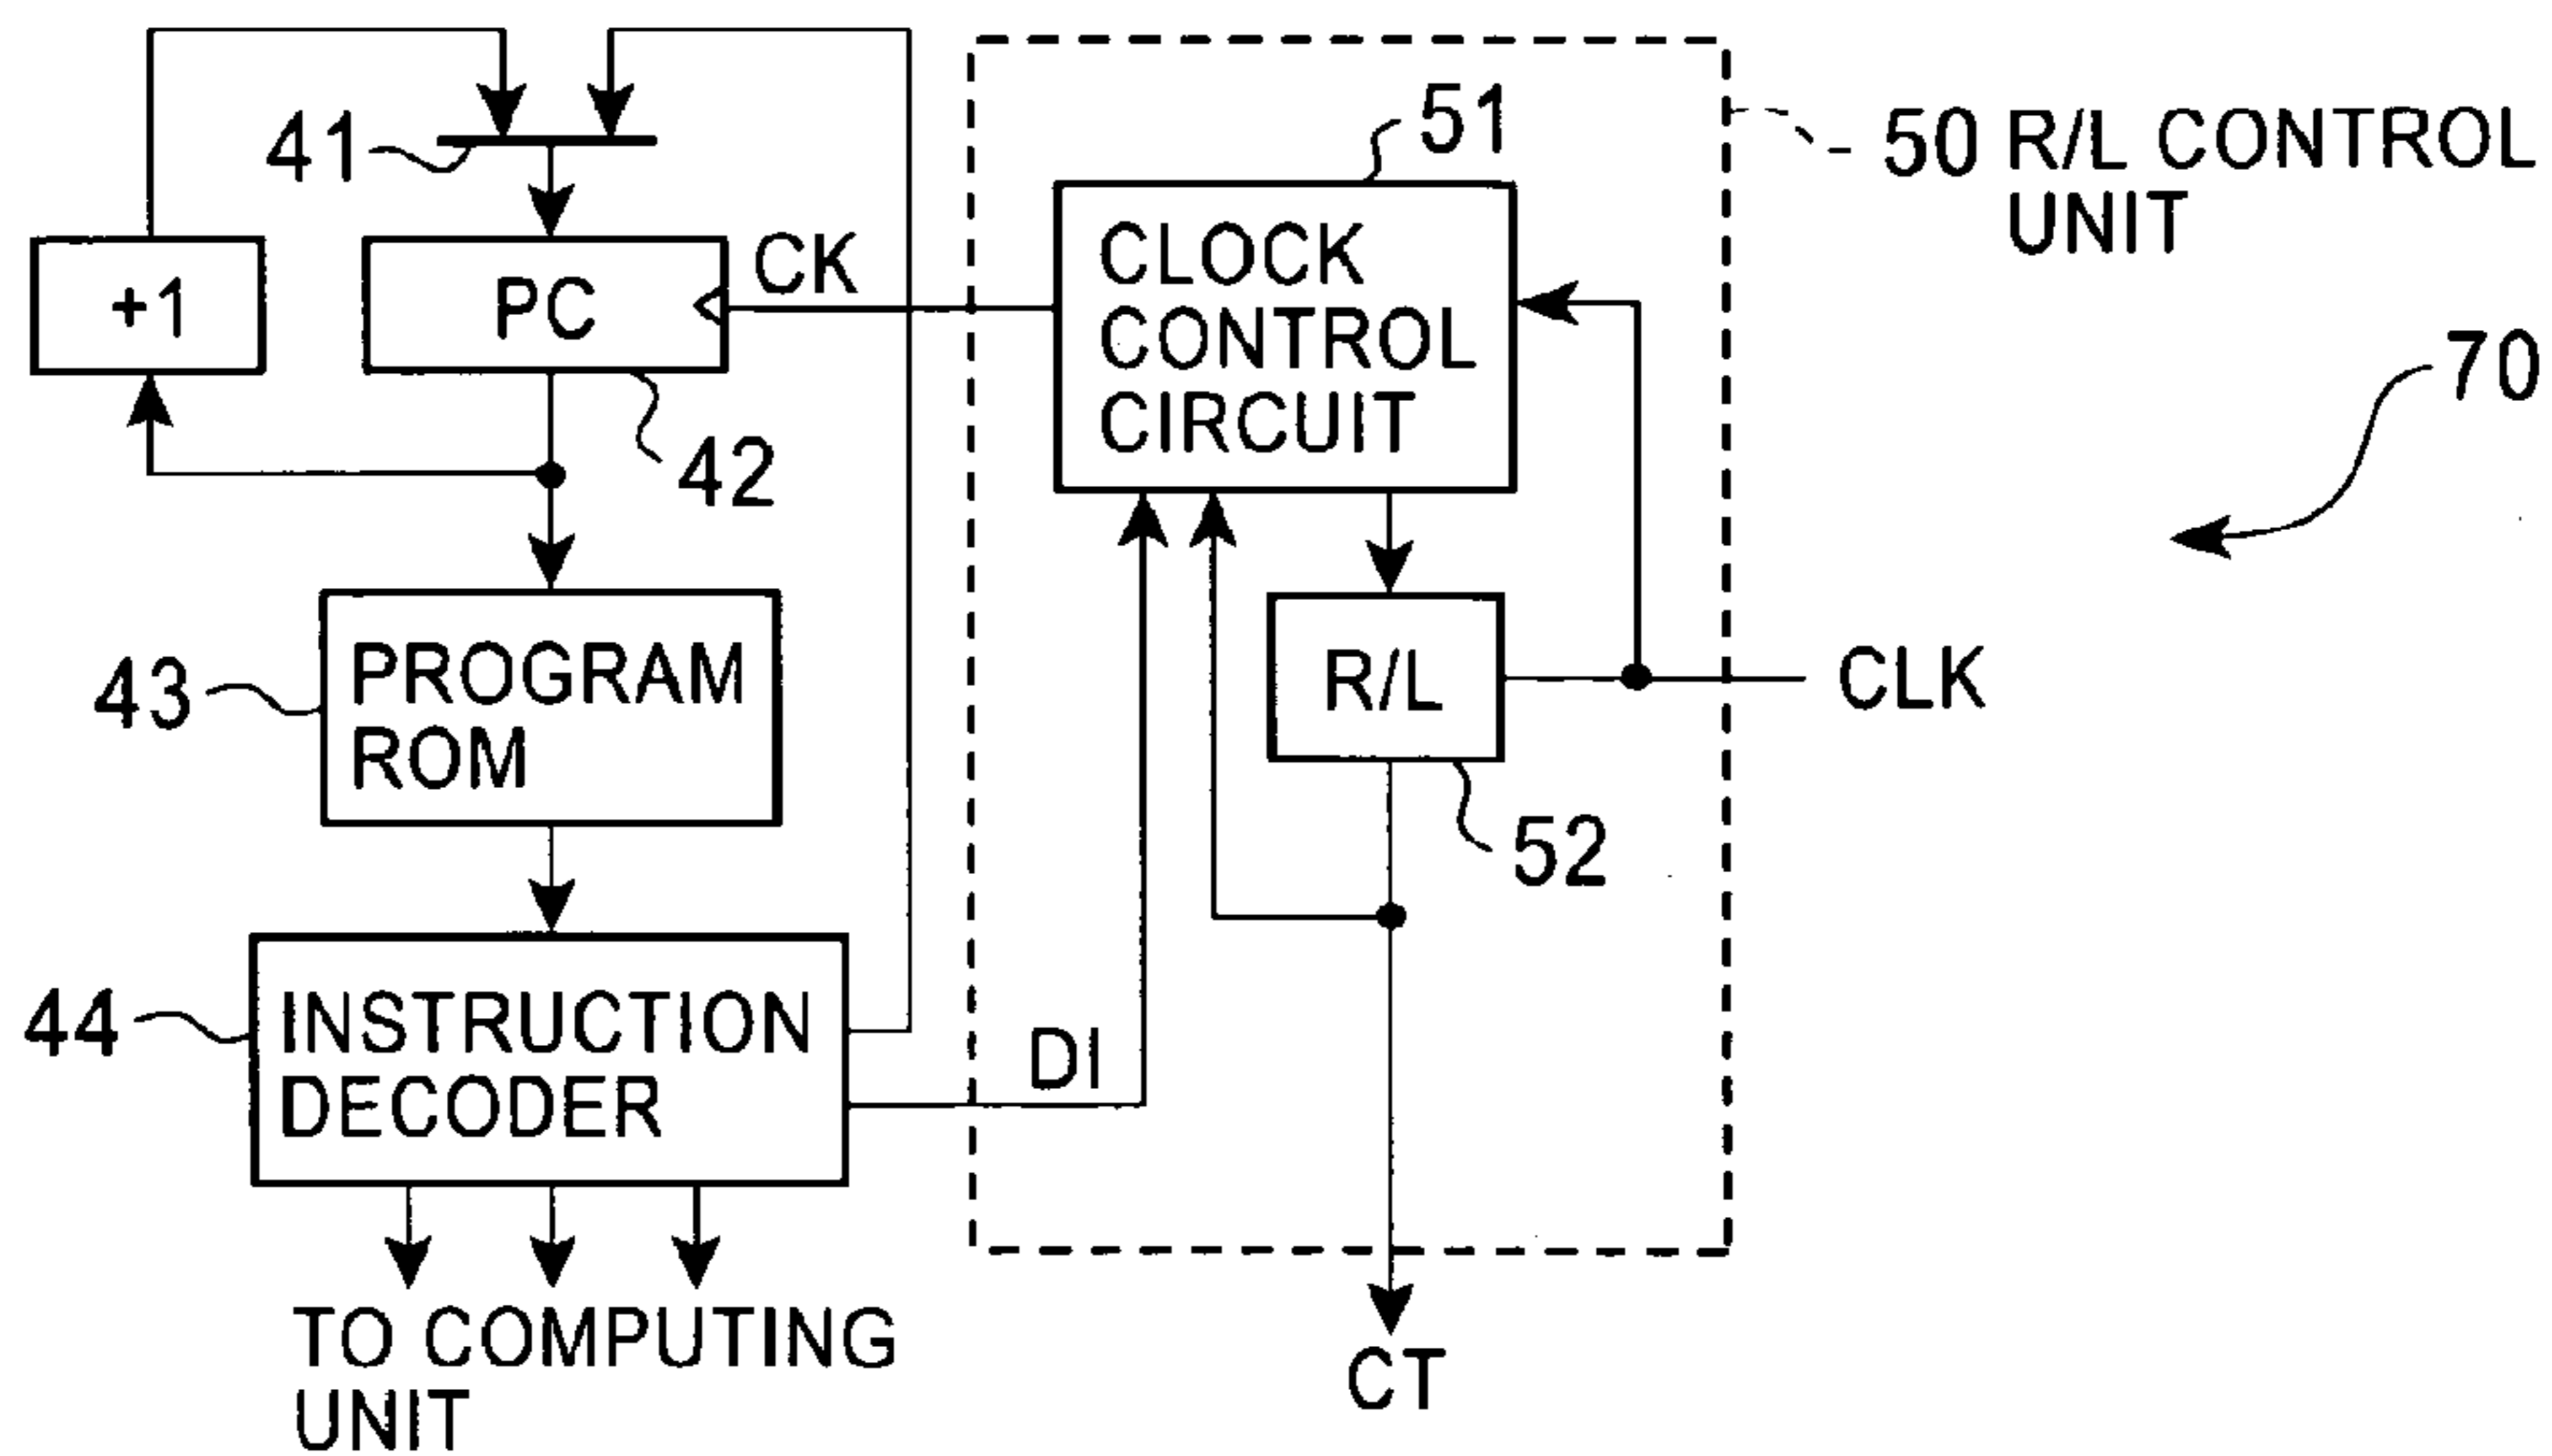 41
51
50 R/L CONTROL
UNIT
+1
PC
CK
CLOCK
CONTROL
CIRCUIT
70
42
43
PROGRAM
ROM
R/L
CLK
52
44
INSTRUCTION
DECODER
DI
TO COMPUTING
UNIT
CT